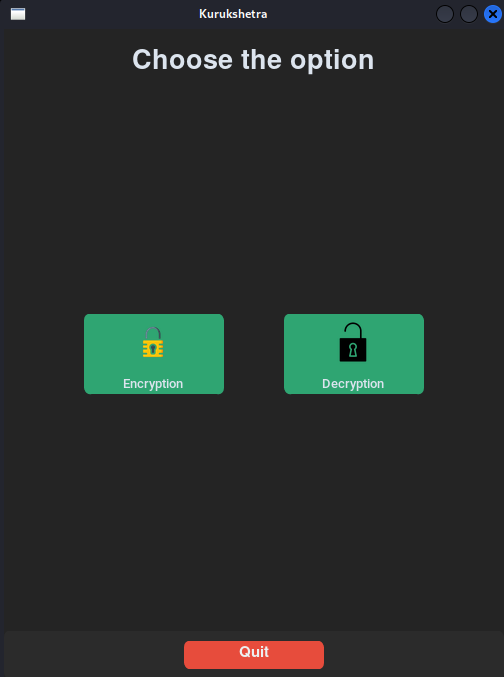 Kurukshetra
Choose the option
Encryption
Decryption
Quit